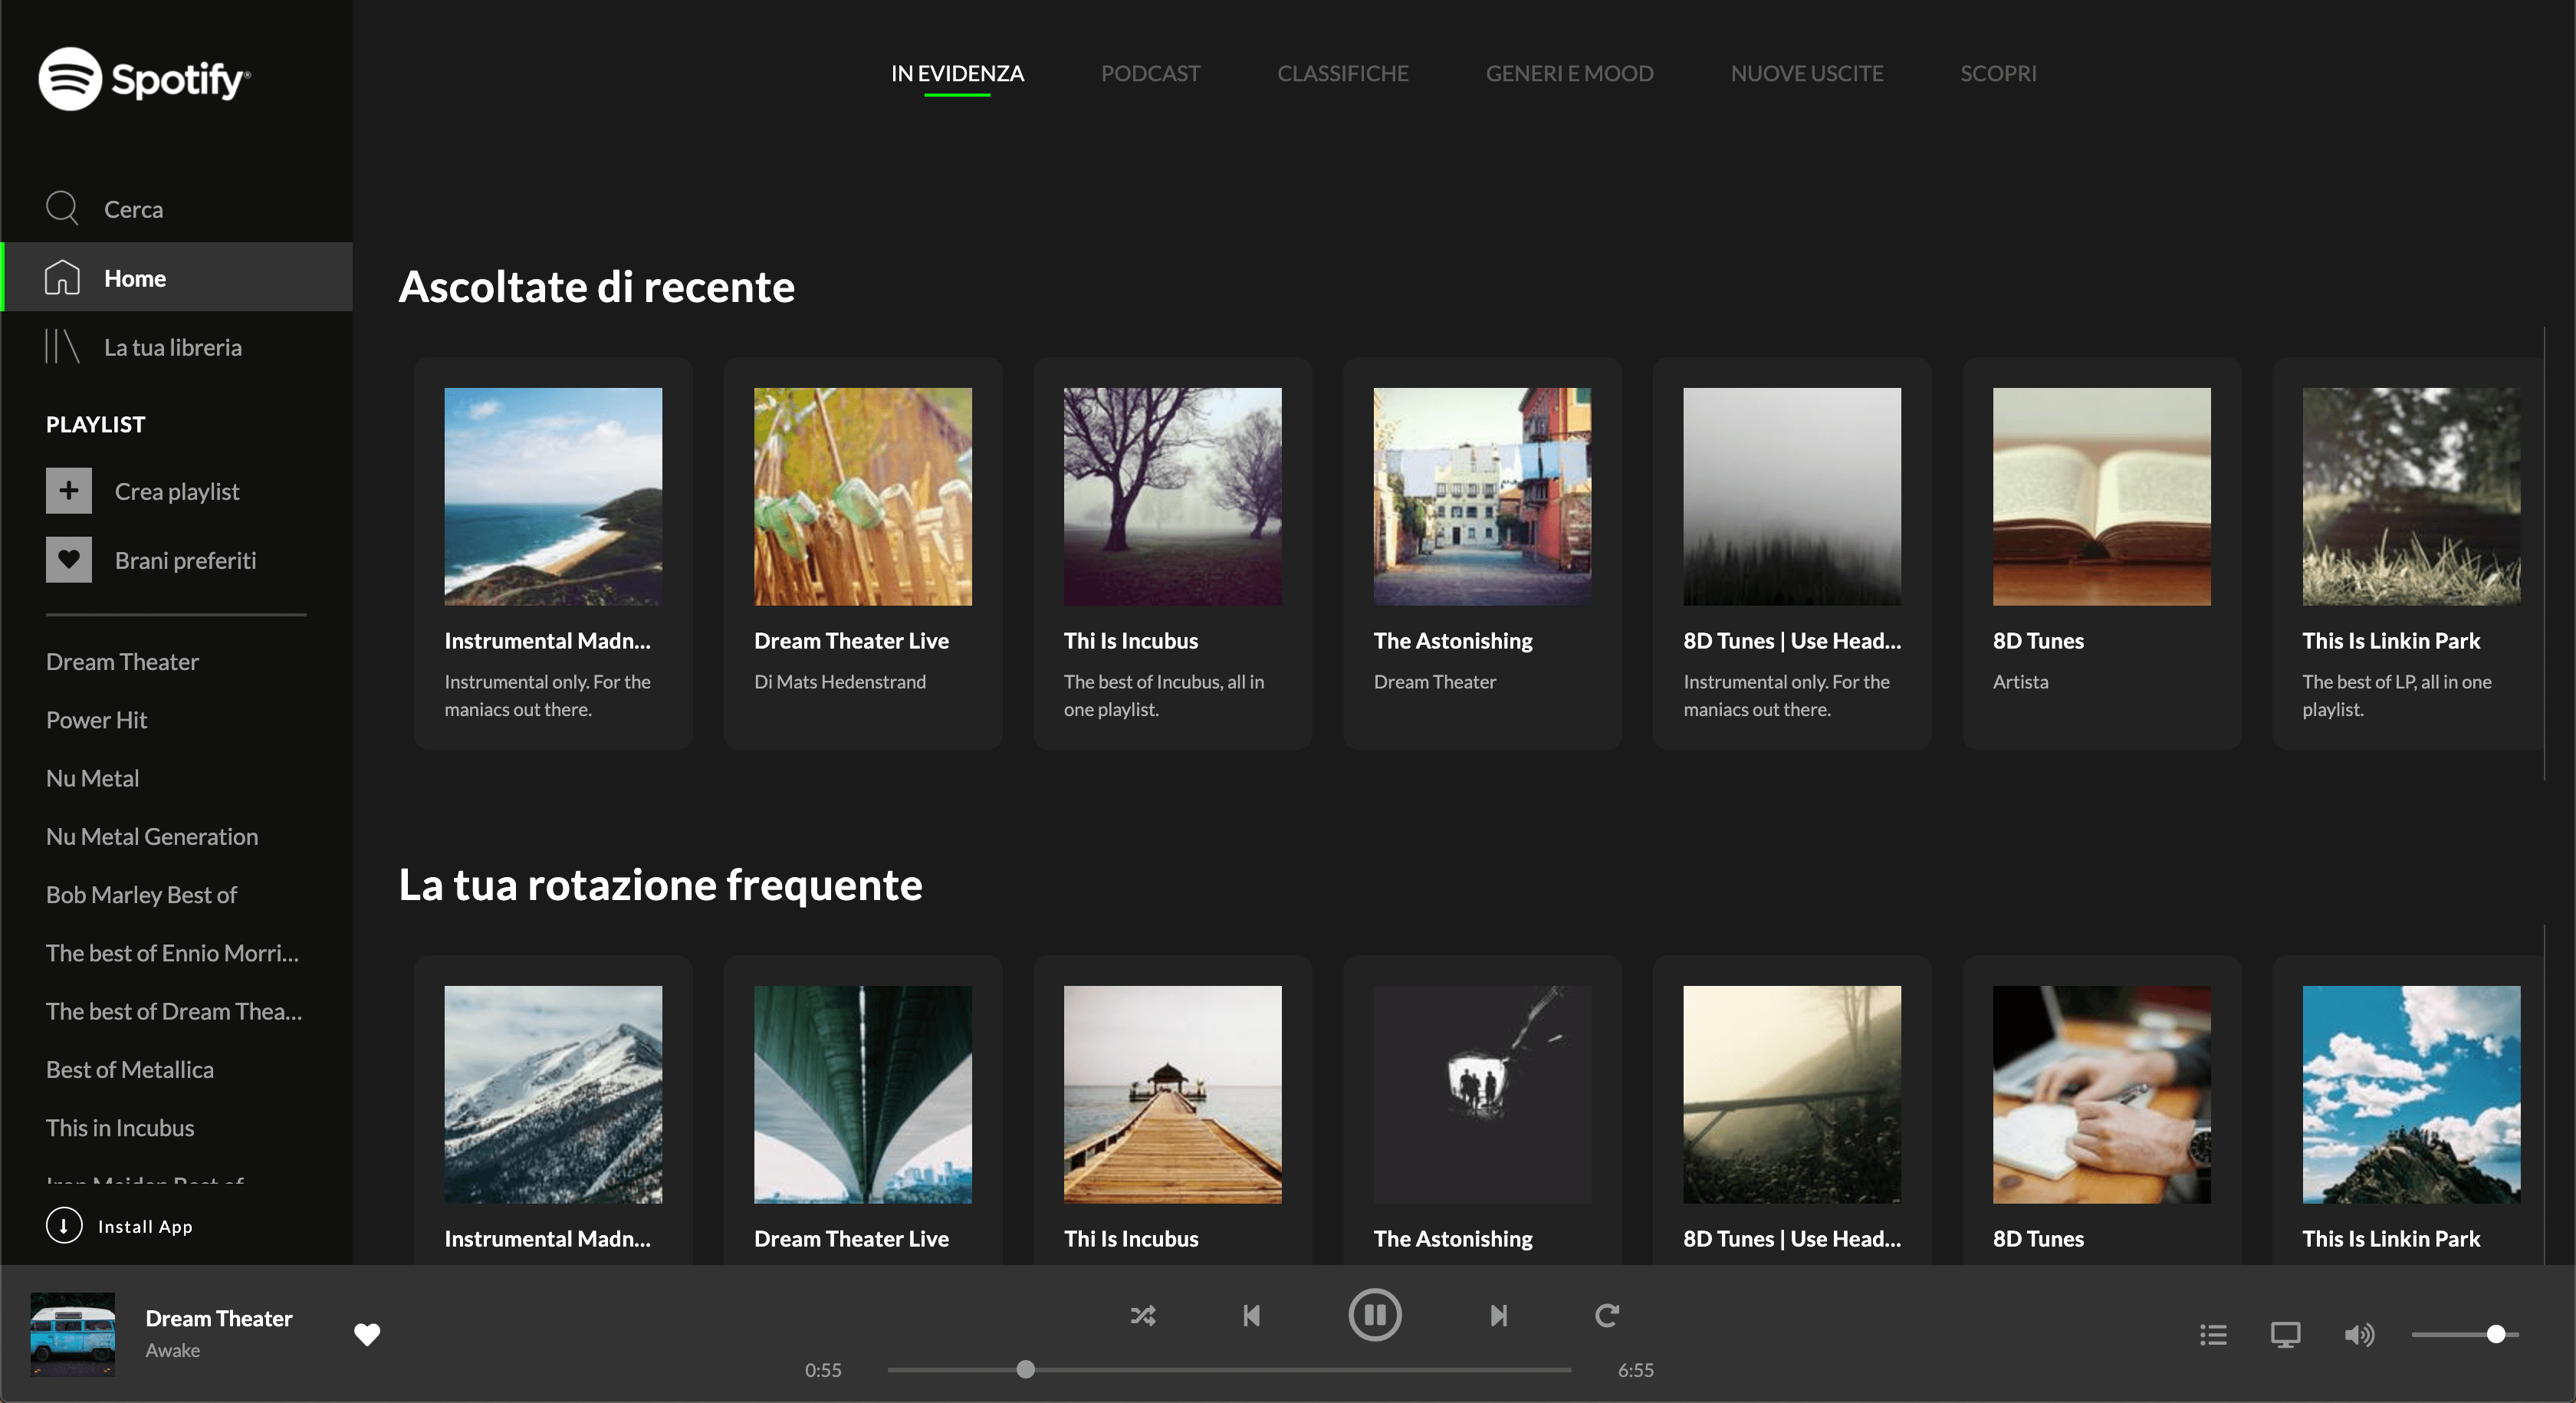 Spotify®
IN EVIDENZA
PODCAST
CLASSIFICHE
GENERI E MOOD
NUOVE USCITE
SCOPRI
Cerca
Home
La tua libreria
PLAYLIST
Crea playlist
Brani preferiti
Dream Theater
Power Hit
Nu Metal
Nu Metal Generation
Bob Marley Best of
The best of Ennio Morri...
The best of Dream Thea...
Best of Metallica
This in Incubus
Iron Maiden Best of
Install App
Ascoltate di recente
Instrumental Madn...
Instrumental only. For the
maniacs out there.
Dream Theater Live
Di Mats Hedenstrand
Thi Is Incubus
The best of Incubus, all in
one playlist.
The Astonishing
Dream Theater
8D Tunes | Use Head...
Instrumental only. For the
maniacs out there.
8D Tunes
Artista
This Is Linkin Park
The best of LP, all in one
playlist.
La tua rotazione frequente
Instrumental Madn...
Dream Theater Live
Thi Is Incubus
The Astonishing
8D Tunes | Use Head...
8D Tunes
This Is Linkin Park
Dream Theater
Awake
0:55
6:55